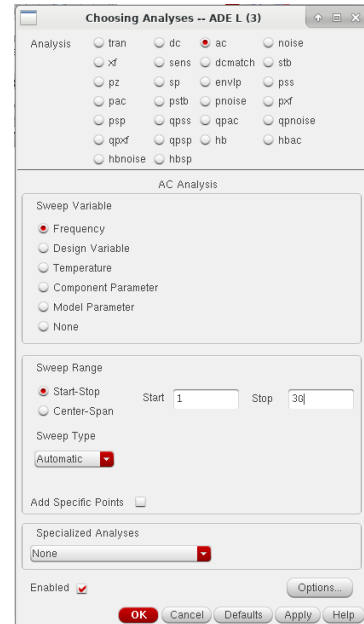 Choosing Analyses -- ADE L (3)
Analysis tran dc ac noise
xf sens dcmatch stb
pz sp envlp pss
pac pstb pnoise pxf
psp qpss qpac qpnoise
qpxf qpsp hb hbac
hbnoise hbsp
AC Analysis
Sweep Variable
Frequency
Design Variable
Temperature
Component Parameter
Model Parameter
None
Sweep Range
Start-Stop Start 1 Stop 3G
Center-Span
Sweep Type
Automatic
Add Specific Points
Specialized Analyses
None
Enabled Options...
OK Cancel Defaults Apply Help